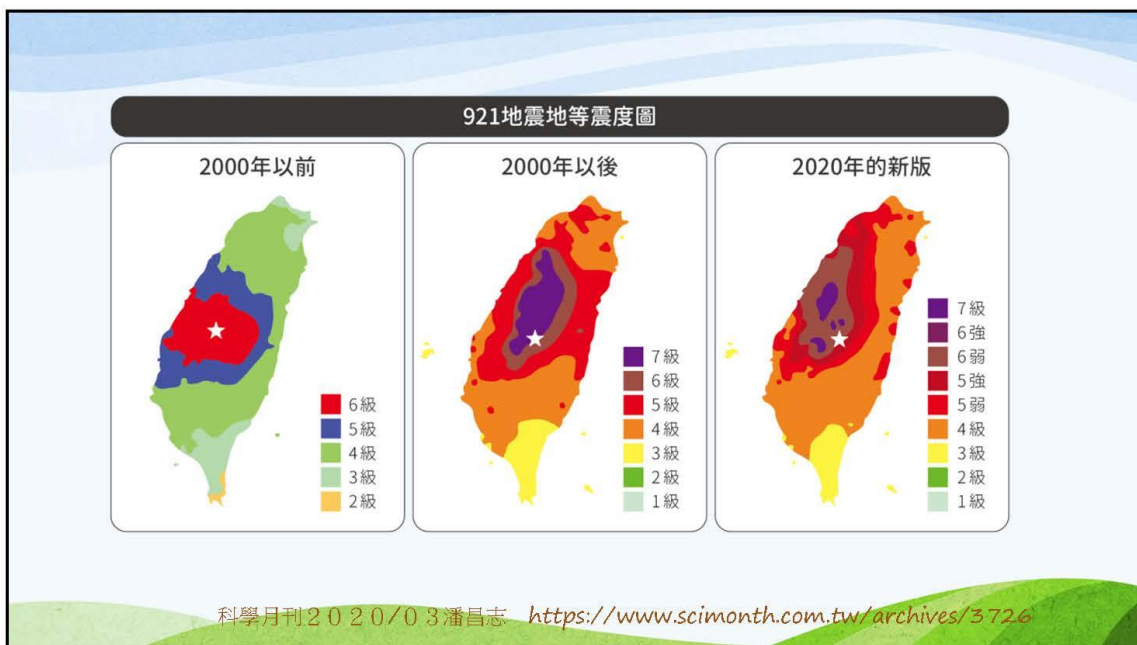 921地震地等震度圖
2000年以前
6級
5級
4級
3級
2級
2000年以後
7級
6級
5級
4級
3級
2級
1級
2020年的新版
7級
6強
6弱
5強
5弱
4級
3級
2級
1級
科學月刊2020/03潘昌志 https://www.scimonth.com.tw/archives/3726